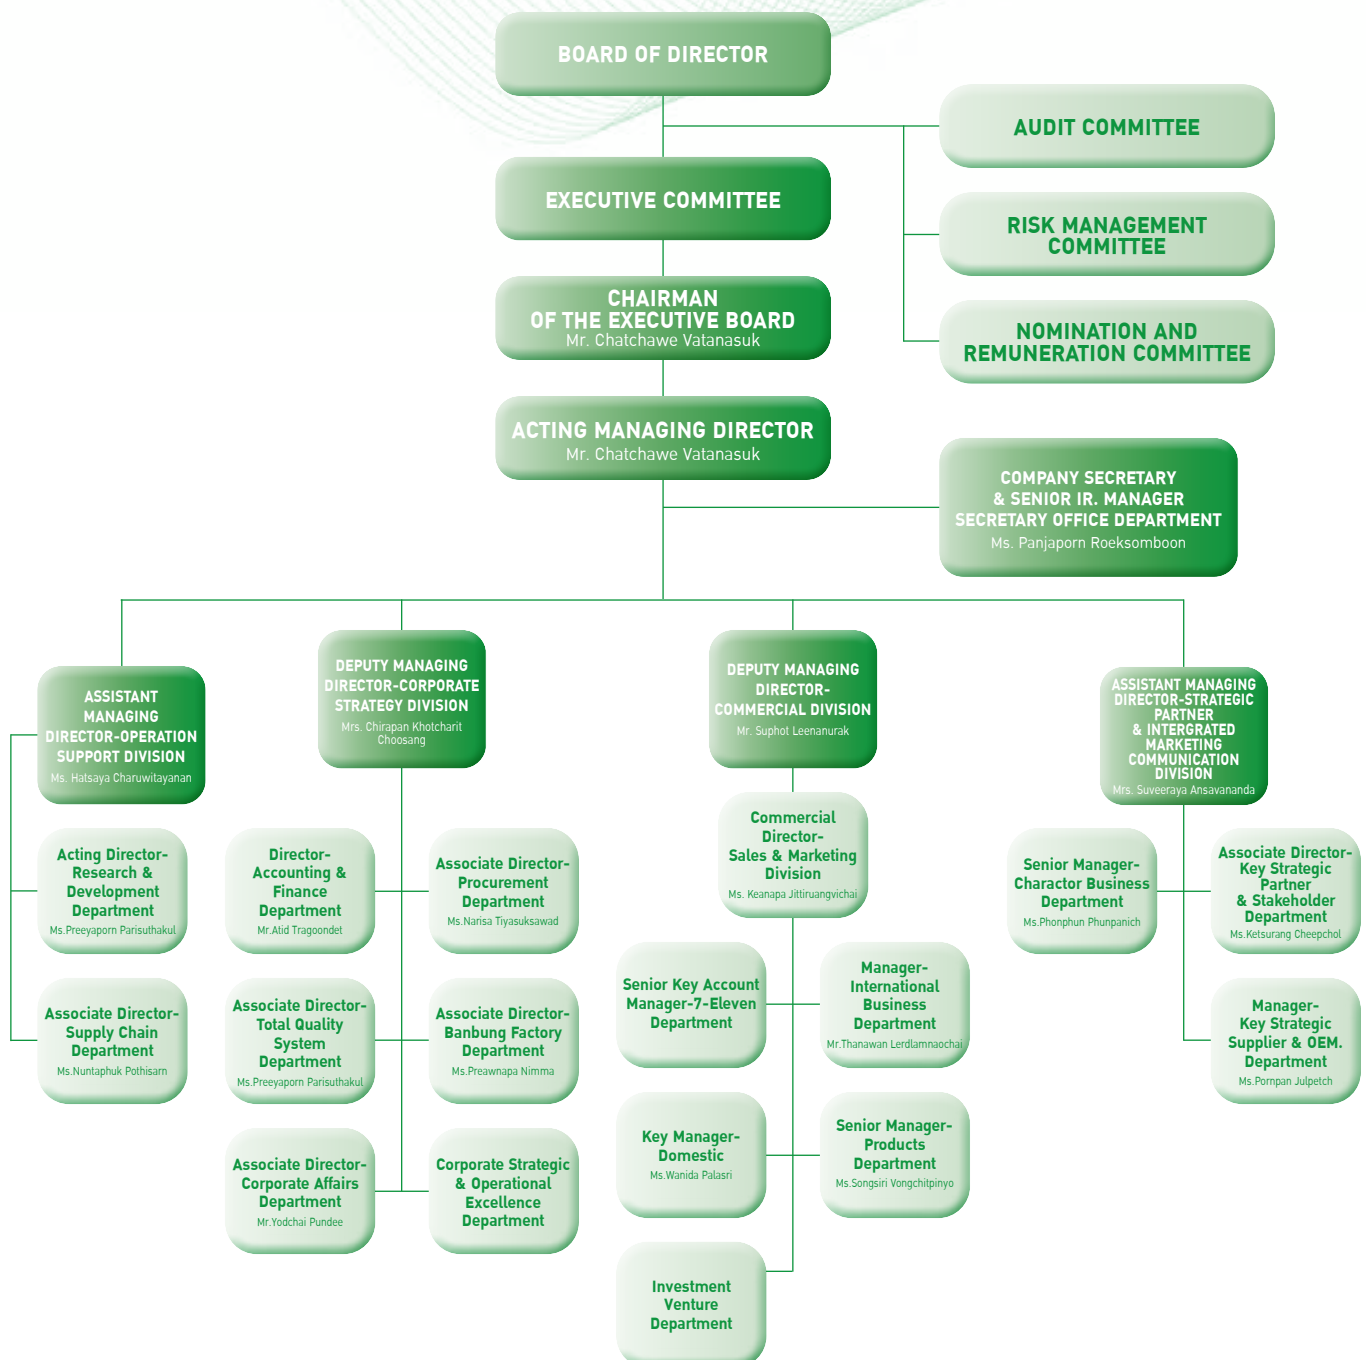 BOARD OF DIRECTOR
AUDIT COMMITTEE
EXECUTIVE COMMITTEE
RISK MANAGEMENT
COMMITTEE
CHAIRMAN
OF THE EXECUTIVE BOARD
Mr. Chatchawe Vatanasuk
NOMINATION AND
REMUNERATION COMMITTEE
ACTING MANAGING DIRECTOR
Mr. Chatchawe Vatanasuk
COMPANY SECRETARY
& SENIOR IR. MANAGER
SECRETARY OFFICE DEPARTMENT
Ms. Panjaporn Roeksomboon
ASSISTANT
MANAGING
DIRECTOR-OPERATION
SUPPORT DIVISION
Ms. Hatsaya Charuwitayanan
DEPUTY MANAGING
DIRECTOR-CORPORATE
STRATEGY DIVISION
Mrs. Chirapan Khotcharit
Choosang
DEPUTY MANAGING
DIRECTOR-
COMMERCIAL DIVISION
Mr. Suphot Leenanurak
ASSISTANT MANAGING
DIRECTOR-STRATEGIC
PARTNER
& INTERGRATED
MARKETING
COMMUNICATION
DIVISION
Mrs. Suveeraya Ansavananda
Acting Director-
Research &
Development
Department
Ms.Preeyaporn Parisuthakul
Director-
Accounting &
Finance
Department
Mr.Atid Tragoondet
Associate Director-
Procurement
Department
Ms.Narisa Tiyasuksawad
Commercial
Director-
Sales & Marketing
Division
Ms. Keanapa Jittiruangvichai
Senior Manager-
Charactor Business
Department
Ms.Phonphun Phunpanich
Associate Director-
Key Strategic
Partner
& Stakeholder
Department
Ms.Ketsurang Cheepchol
Associate Director-
Supply Chain
Department
Ms.Nuntaphuk Pothisarn
Associate Director-
Total Quality
System
Department
Ms.Preeyaporn Parisuthakul
Associate Director-
Banbung Factory
Department
Ms.Preawnapa Nimma
Senior Key Account
Manager-7-Eleven
Department
Manager-
International
Business
Department
Mr.Thanawan Lerdlamnaochai
Manager-
Key Strategic
Supplier & OEM.
Department
Ms.Pornpan Julpetch
Associate Director-
Corporate Affairs
Department
Mr.Yodchai Pundee
Corporate Strategic
& Operational
Excellence
Department
Key Manager-
Domestic
Ms.Wanida Palasri
Senior Manager-
Products
Department
Ms.Songsiri Vongchitpinyo
Investment
Venture
Department